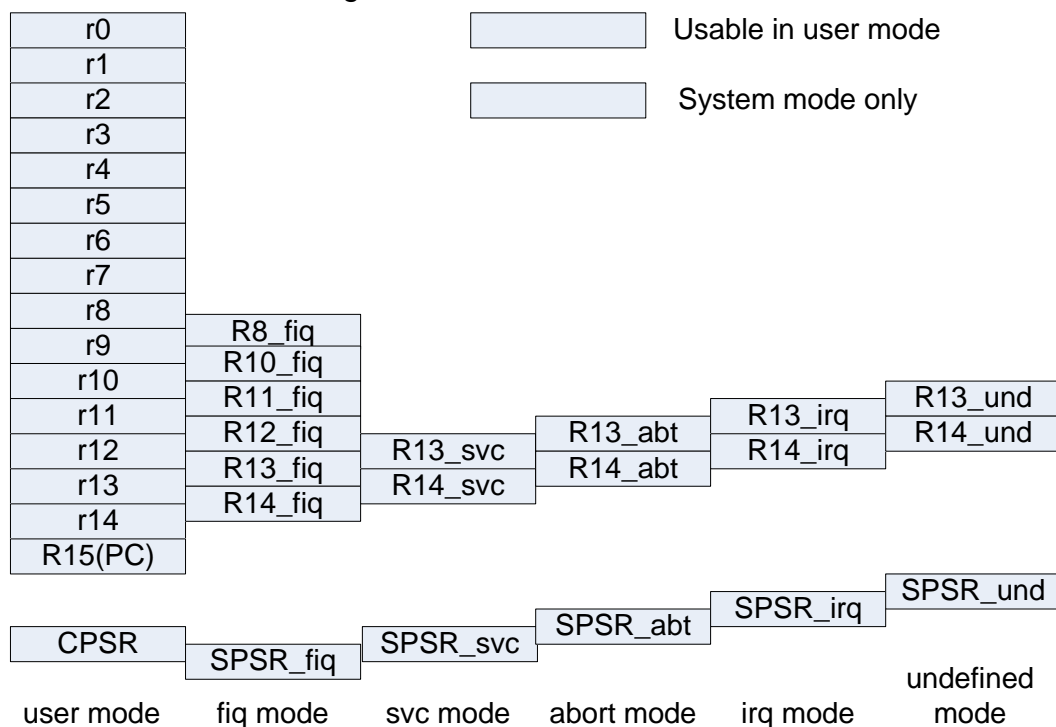 r0
Usable in user mode
r1
r2
System mode only
r3
r4
r5
r6
r7
r8
R8_fiq
r9
R10_fiq
r10
R11_fiq
R13_und
r11
R12_fiq
R13_abt
R13_irq
R14_und
r12
R13_svc
R14_irq
R13_fiq
R14_abt
r13
R14_svc
R14_fiq
r14
R15(PC)
SPSR_und
SPSR_irq
SPSR_abt
CPSR
SPSR_svc
SPSR_fiq
user mode
fiq mode
svc mode
abort mode
irq mode
undefined
mode